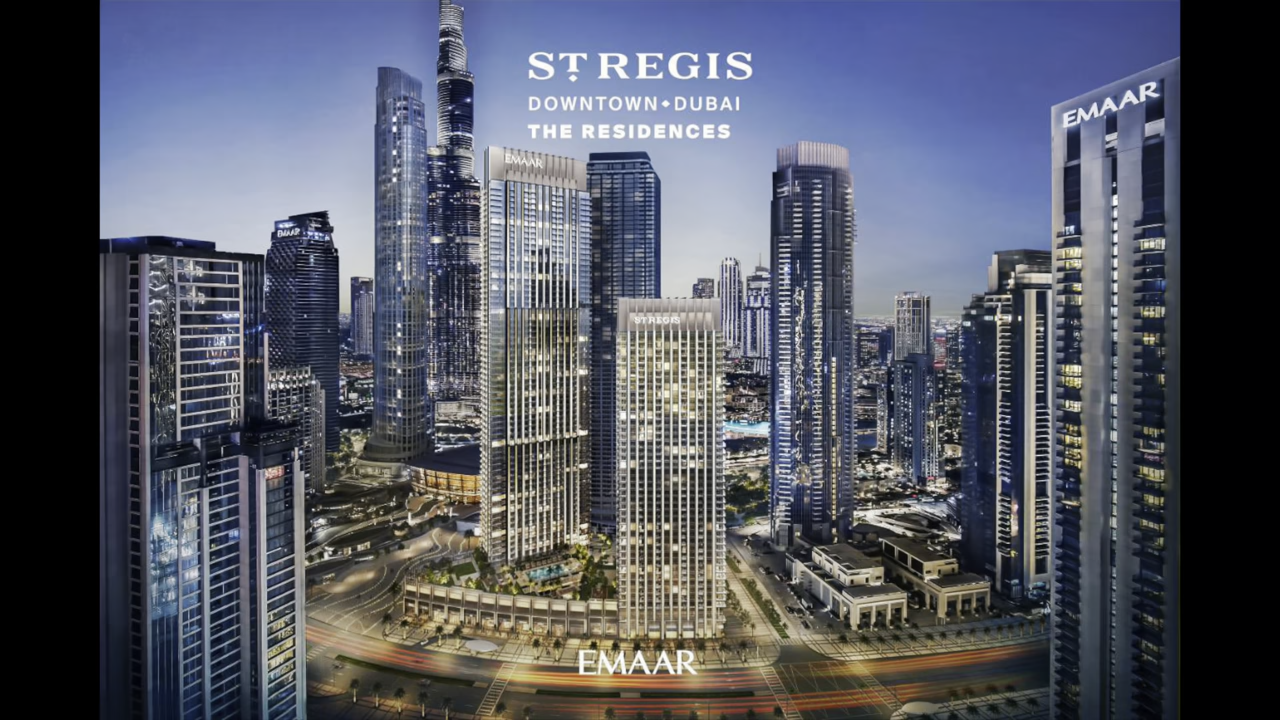 ST REGIS
DOWNTOWN◆DUBAI
THE RESIDENCES
EMAAR
EMAAR
EMAAR
ST REGIS
EMAAR